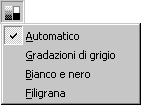 Automatico
Gradazioni di grigio
Bianco e nero
Filigrana